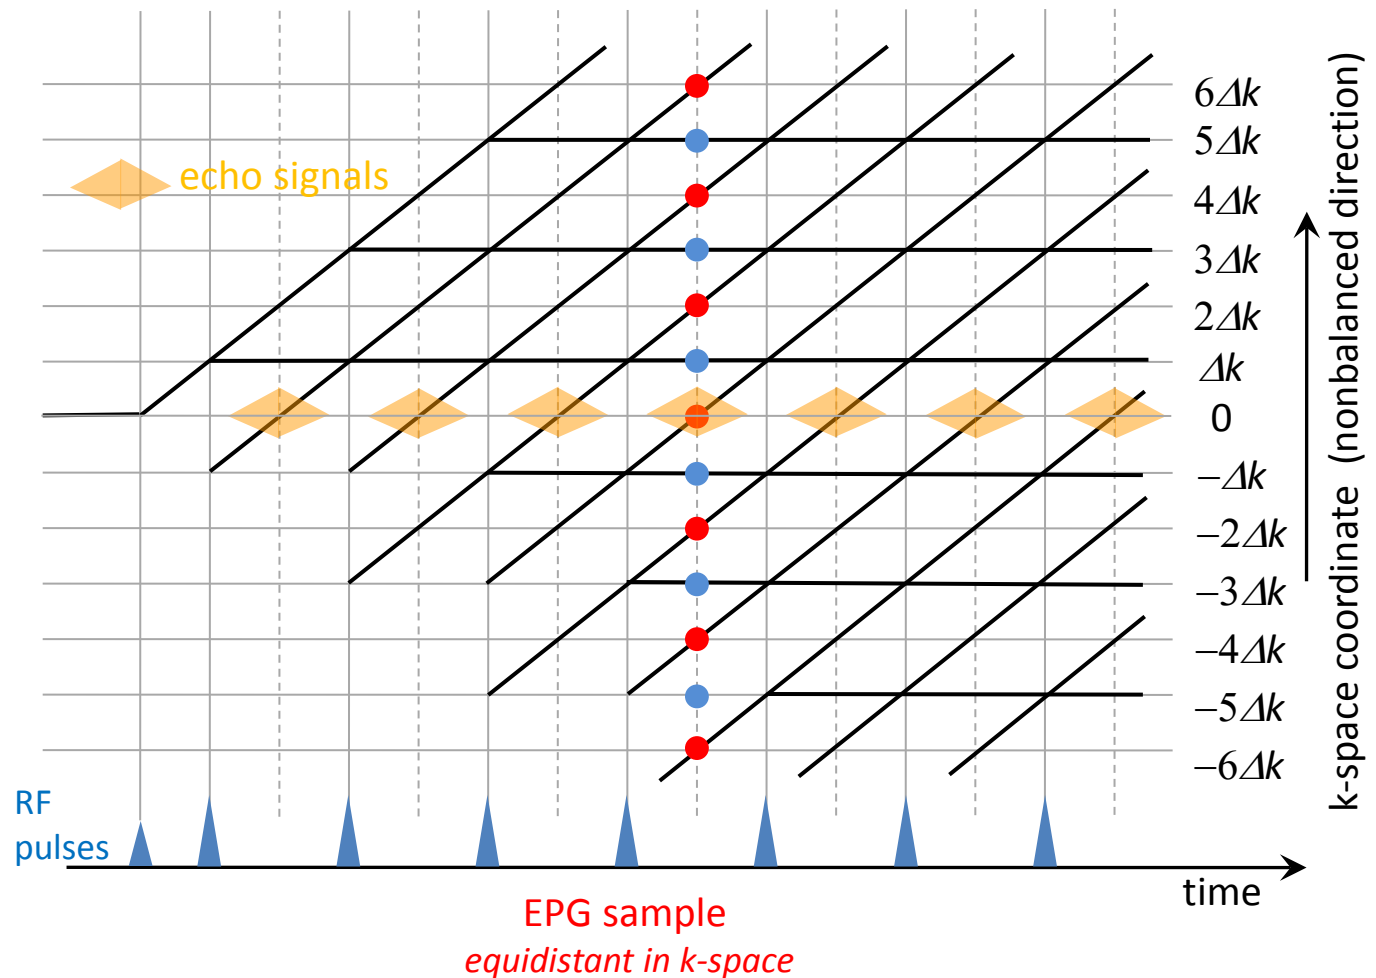 echo signals
6Δk
5Δk
4Δk
3Δk
2Δk
Δk
0
−Δk
−2Δk
−3Δk
−4Δk
−5Δk
−6Δk
k-space coordinate (nonbalanced direction)
RF
pulses
time
EPG sample
equidistant in k-space